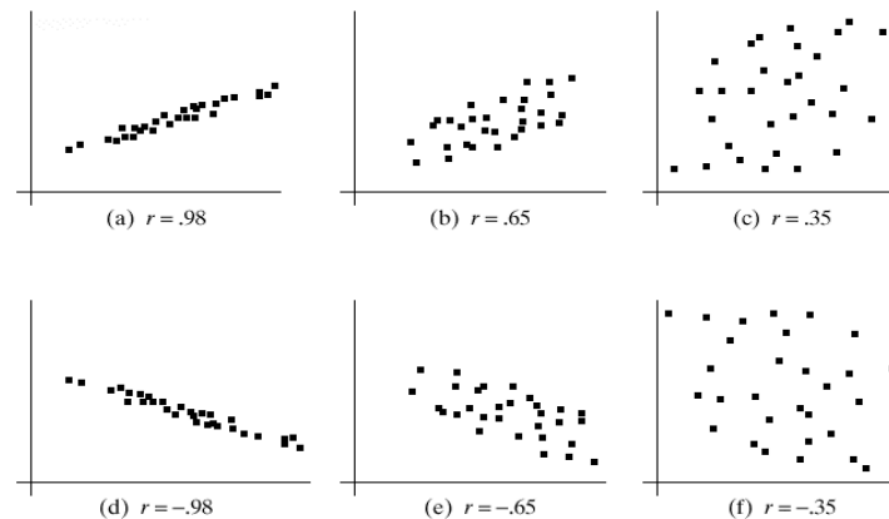 (a) r = .98
(b) r = .65
(c) r = .35
(d) r = –.98
(e) r = –.65
(f) r = –.35